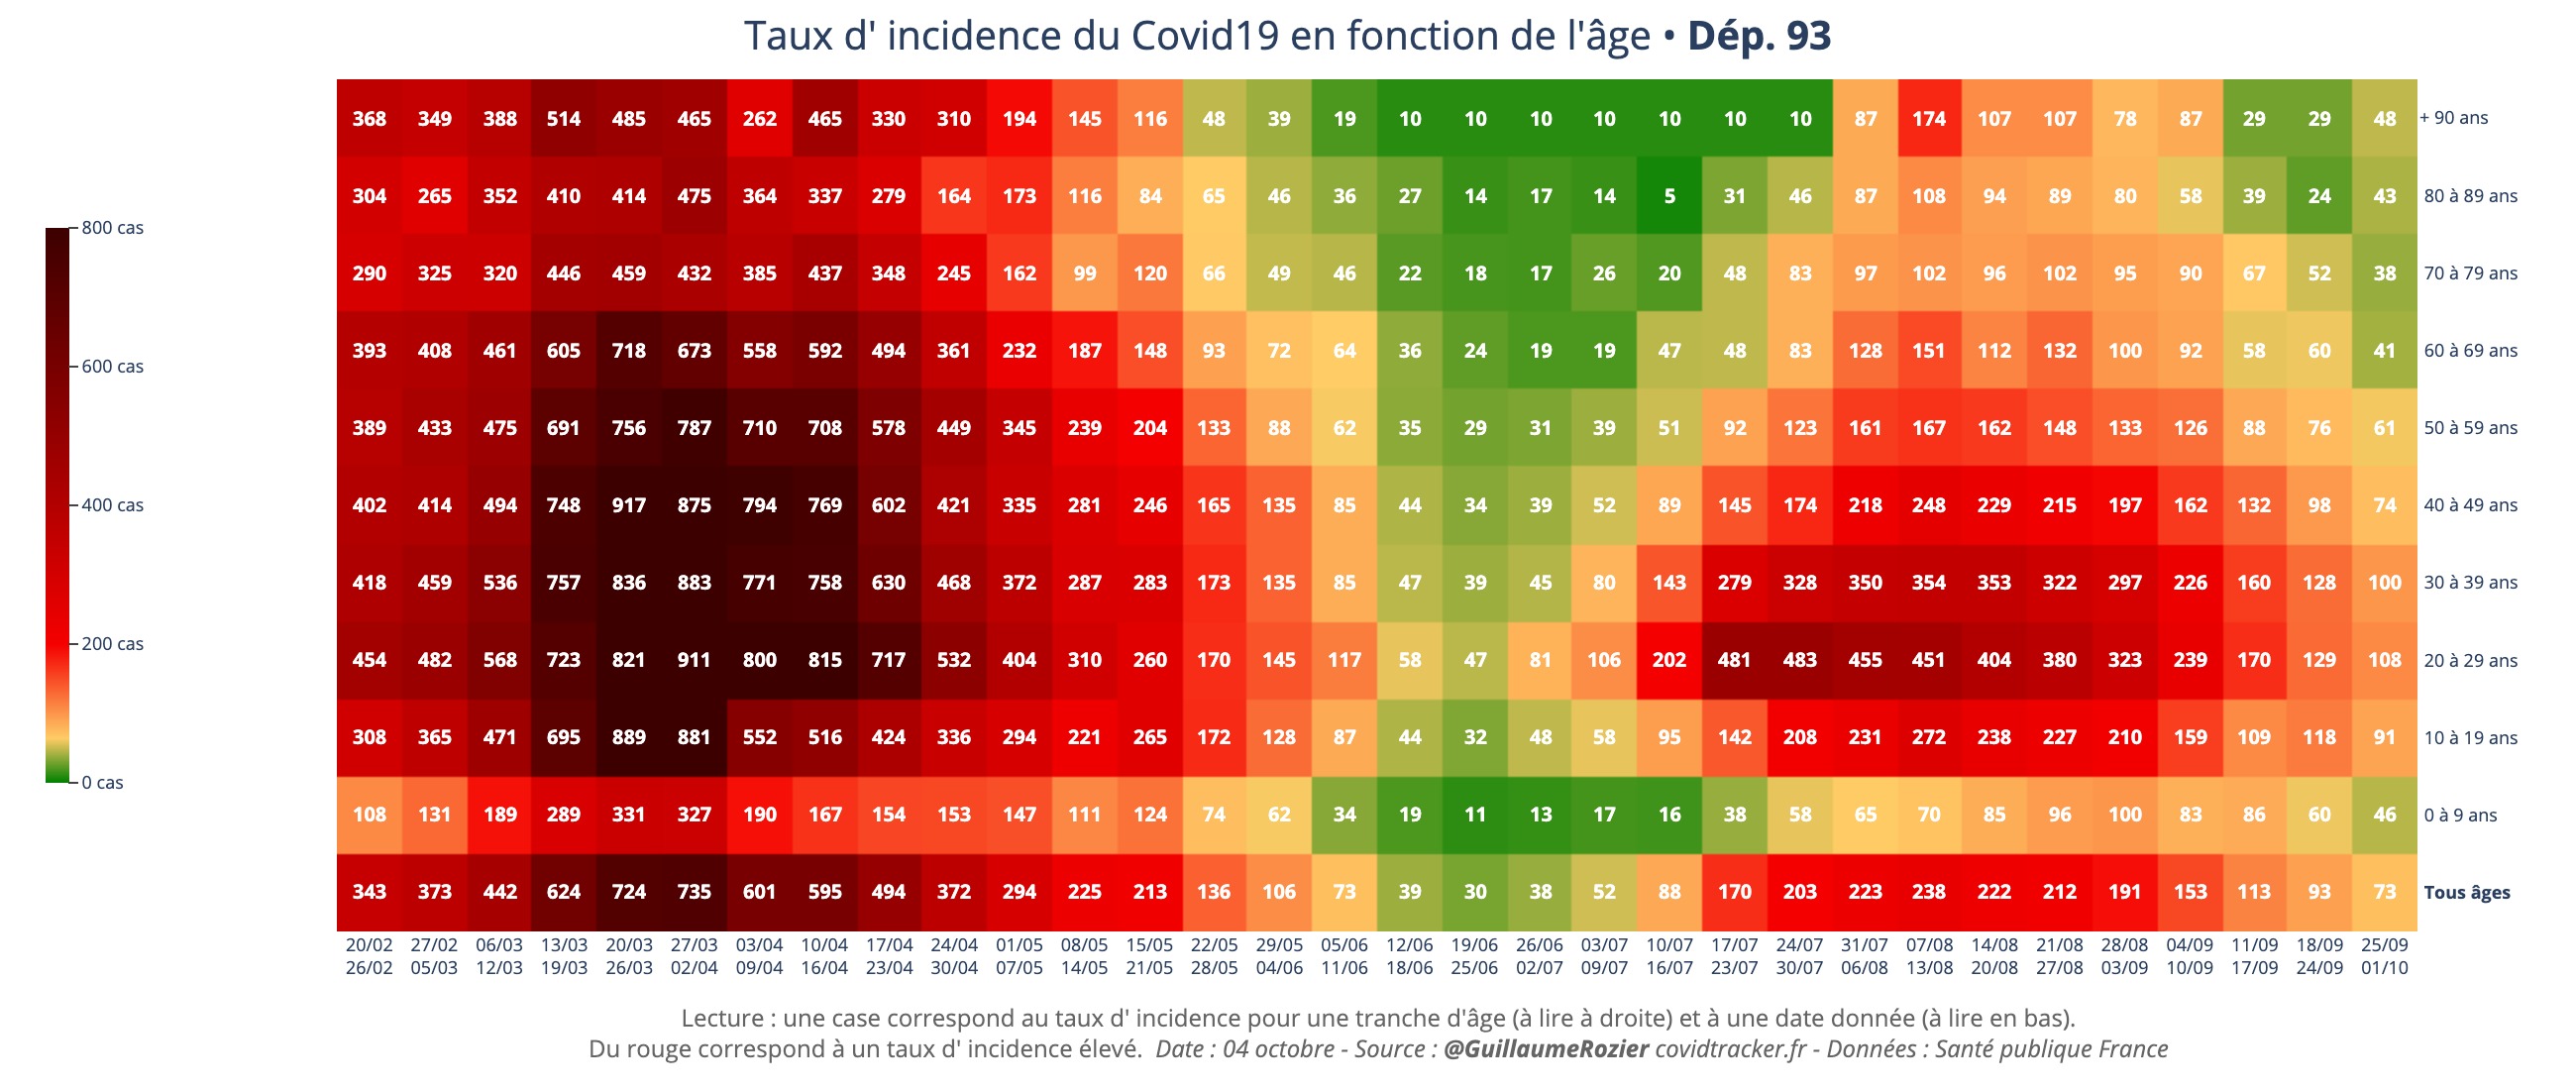 Taux d' incidence du Covid19 en fonction de l'âge • Dép. 93
800 cas
600 cas
400 cas
200 cas
0 cas
368 349 388 514 485 465 262 465 330 310 194 145 116 48 39 19 10 10 10 10 10 10 10 87 174 107 107 78 87 29 29 48 + 90 ans
304 265 352 410 414 475 364 337 279 164 173 116 84 65 46 36 27 14 17 14 5 31 46 87 108 94 89 80 58 39 24 43 80 à 89 ans
290 325 320 446 459 432 385 437 348 245 162 99 120 66 49 46 22 18 17 26 20 48 83 97 102 96 102 95 90 67 52 38 70 à 79 ans
393 408 461 605 718 673 558 592 494 361 232 187 148 93 72 64 36 24 19 19 47 48 83 128 151 112 132 100 92 58 60 41 60 à 69 ans
389 433 475 691 756 787 710 708 578 449 345 239 204 133 88 62 35 29 31 39 51 92 123 161 167 162 148 133 126 88 76 61 50 à 59 ans
402 414 494 748 917 875 794 769 602 421 335 281 246 165 135 85 44 34 39 52 89 145 174 218 248 229 215 197 162 132 98 74 40 à 49 ans
418 459 536 757 836 883 771 758 630 468 372 287 283 173 135 85 47 39 45 80 143 279 328 350 354 353 322 297 226 160 128 100 30 à 39 ans
454 482 568 723 821 911 800 815 717 532 404 310 260 170 145 117 58 47 81 106 202 481 483 455 451 404 380 323 239 170 129 108 20 à 29 ans
308 365 471 695 889 881 552 516 424 336 294 221 265 172 128 87 44 32 48 58 95 142 208 231 272 238 227 210 159 109 118 91 10 à 19 ans
108 131 189 289 331 327 190 167 154 153 147 111 124 74 62 34 19 11 13 17 16 38 58 65 70 85 96 100 83 86 60 46 0 à 9 ans
343 373 442 624 724 735 601 595 494 372 294 225 213 136 106 73 39 30 38 52 88 170 203 223 238 222 212 191 153 113 93 73 Tous âges
20/02 27/02 06/03 13/03 20/03 27/03 03/04 10/04 17/04 24/04 01/05 08/05 15/05 22/05 29/05 05/06 12/06 19/06 26/06 03/07 10/07 17/07 24/07 31/07 07/08 14/08 21/08 28/08 04/09 11/09 18/09 25/09
26/02 05/03 12/03 19/03 26/03 02/04 09/04 16/04 23/04 30/04 07/05 14/05 21/05 28/05 04/06 11/06 18/06 25/06 02/07 09/07 16/07 23/07 30/07 06/08 13/08 20/08 27/08 03/09 10/09 17/09 24/09 01/10
Lecture : une case correspond au taux d' incidence pour une tranche d'âge (à lire à droite) et à une date donnée (à lire en bas).
Du rouge correspond à un taux d' incidence élevé. Date : 04 octobre - Source : @GuillaumeRozier covidtracker.fr - Données : Santé publique France